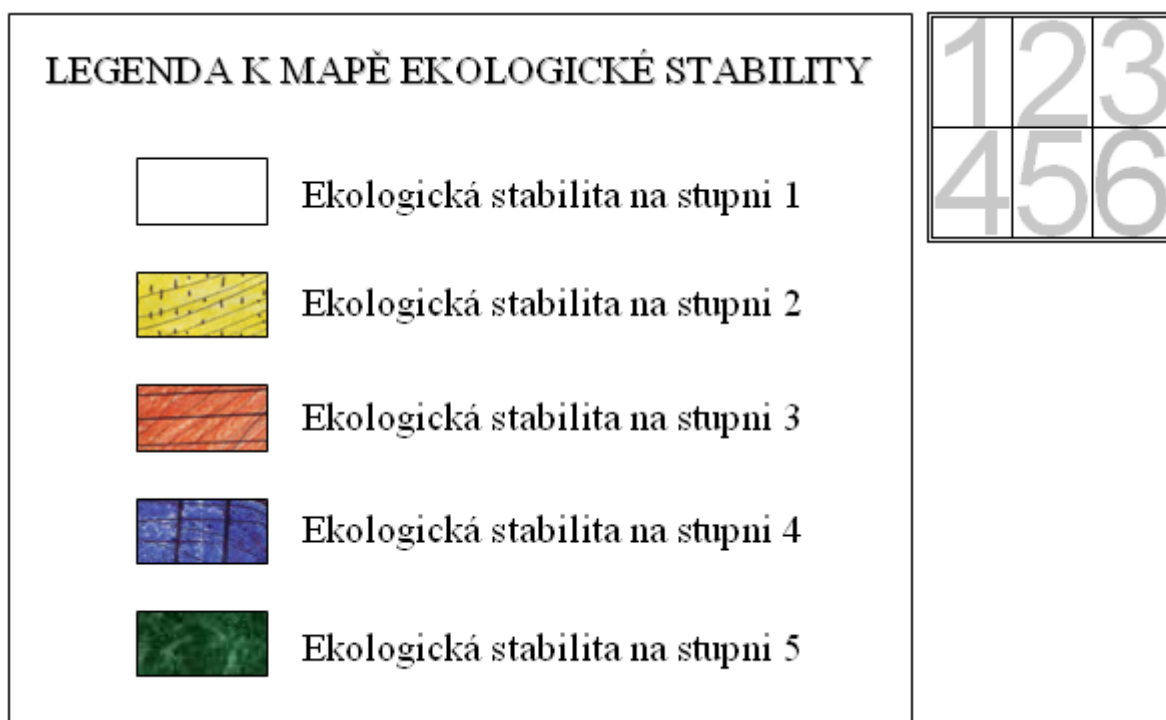 LEGENDA K MAPĚ EKOLOGICKÉ STABILITY
Ekologická stabilita na stupni 1
Ekologická stabilita na stupni 2
Ekologická stabilita na stupni 3
Ekologická stabilita na stupni 4
Ekologická stabilita na stupni 5
1 2 3
4 5 6